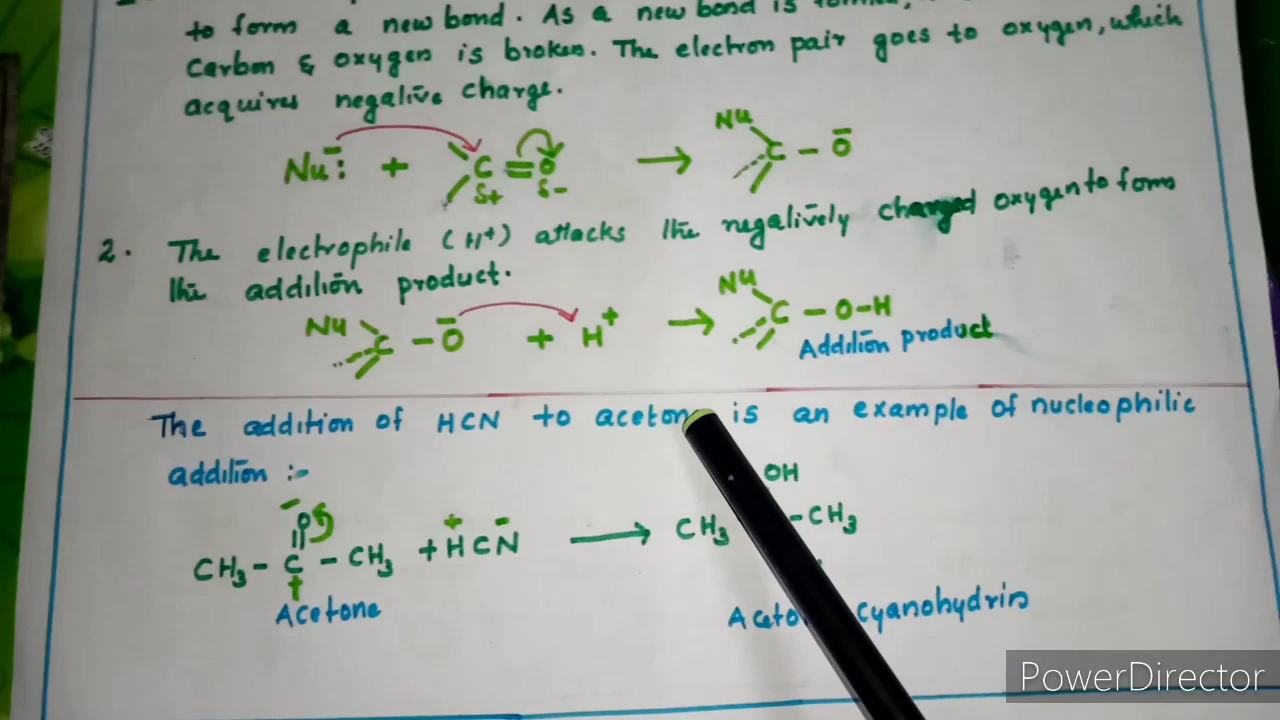 to form a new bond. As a new bond is formed,
Carbon & oxygen is broken. The electron pair goes to oxygen, which
acquires negative charge.
Nu:⁻ + C=O → Nu C-O⁻
δ+ δ-
2. The electrophile (H+) attacks the negatively charged oxygen to form
the addition product.
Nu C-O⁻ + H+ → Nu C-O-H
Addition product
The addition of HCN to acetone is an example of nucleophilic
addition :-
O⁻ OH
CH3-C-CH3 + H⁺CN⁻ → CH3 -CH3
+
Acetone Cyanohydrin
PowerDirector